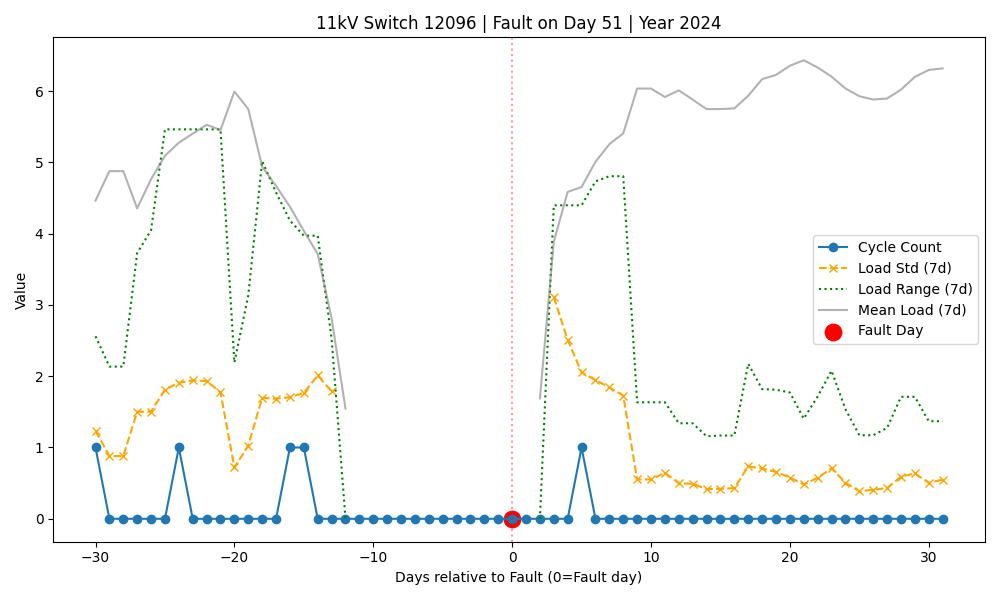 11kV Switch 12096 | Fault on Day 51 | Year 2024
Value
6
5
4
3
2
1
0
Cycle Count
Load Std (7d)
Load Range (7d)
Mean Load (7d)
Fault Day
−30
−20
−10
0
10
20
30
Days relative to Fault (0=Fault day)